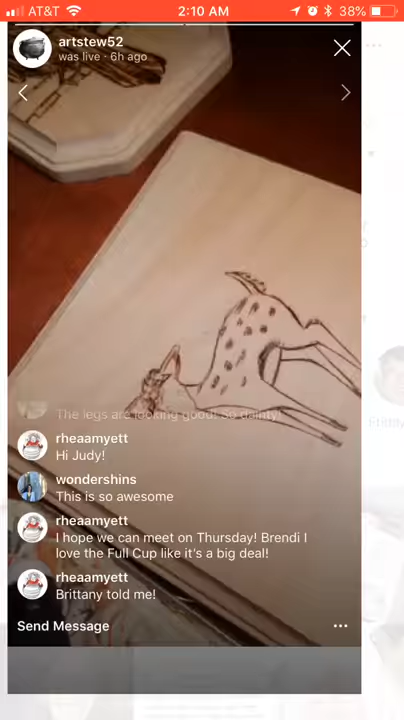 AT&T
2:10 AM
38%
artstew52
was live · 6h ago
The legs are looking good! So dainty!
rheaamyett
Hi Judy!
wondershins
This is so awesome
rheaamyett
I hope we can meet on Thursday! Brendi I
love the Full Cup like it's a big deal!
rheaamyett
Brittany told me!
Send Message